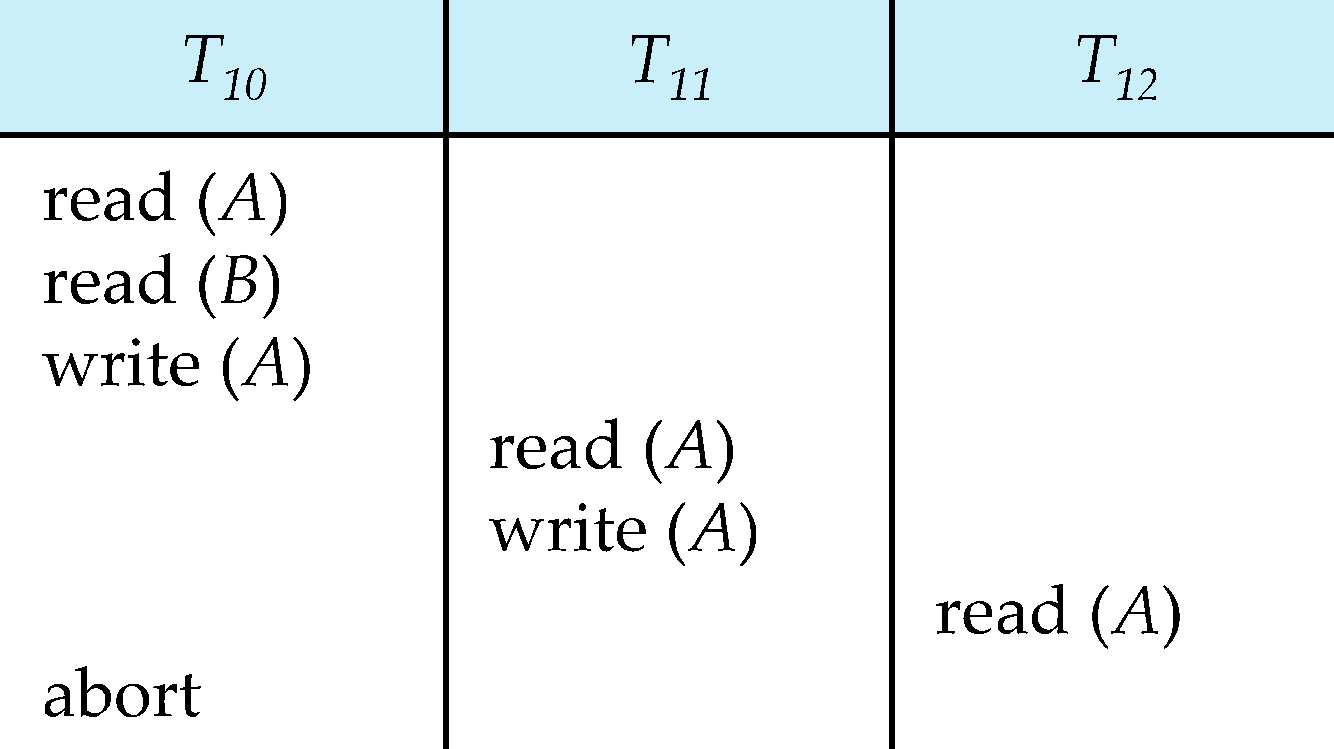 T10 T11 T12
read (A)
read (B)
write (A)
read (A)
write (A)
read (A)
abort